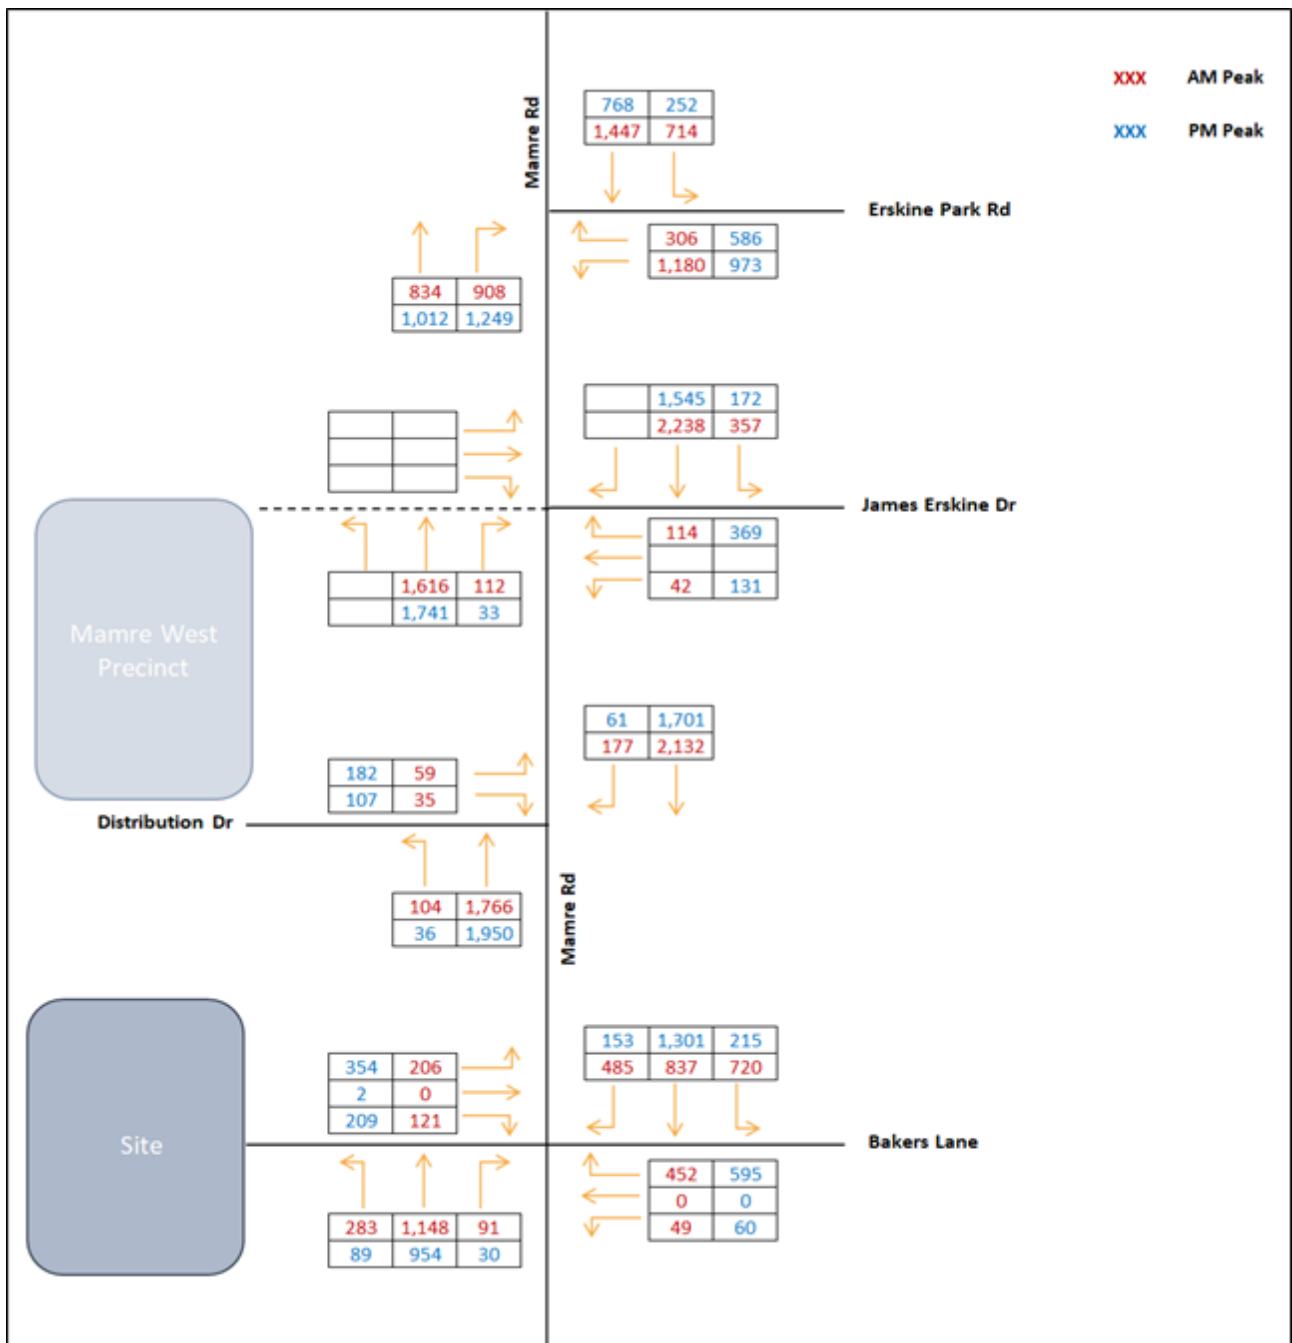 XXX AM Peak
XXX PM Peak
Mamre Rd
768 252
1,447 714
Erskine Park Rd
306 586
1,180 973
834 908
1,012 1,249
1,545 172
2,238 357
James Erskine Dr
114 369
42 131
1,616 112
1,741 33
Mamre West
Precinct
61 1,701
177 2,132
182 59
107 35
Distribution Dr
104 1,766
36 1,950
Mamre Rd
153 1,301 215
485 837 720
354 206
2 0
209 121
Site
Bakers Lane
452 595
0 0
49 60
283 1,148 91
89 954 30